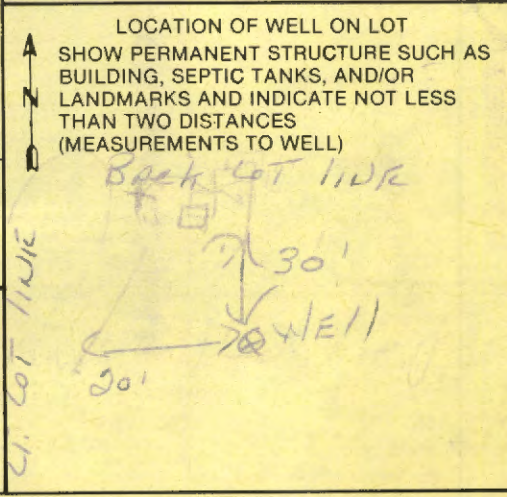 LOCATION OF WELL ON LOT
SHOW PERMANENT STRUCTURE SUCH AS
BUILDING, SEPTIC TANKS, AND/OR
LANDMARKS AND INDICATE NOT LESS
THAN TWO DISTANCES
(MEASUREMENTS TO WELL)
N
Back LOT liNE
30'
WEll
20'
LOT liNE